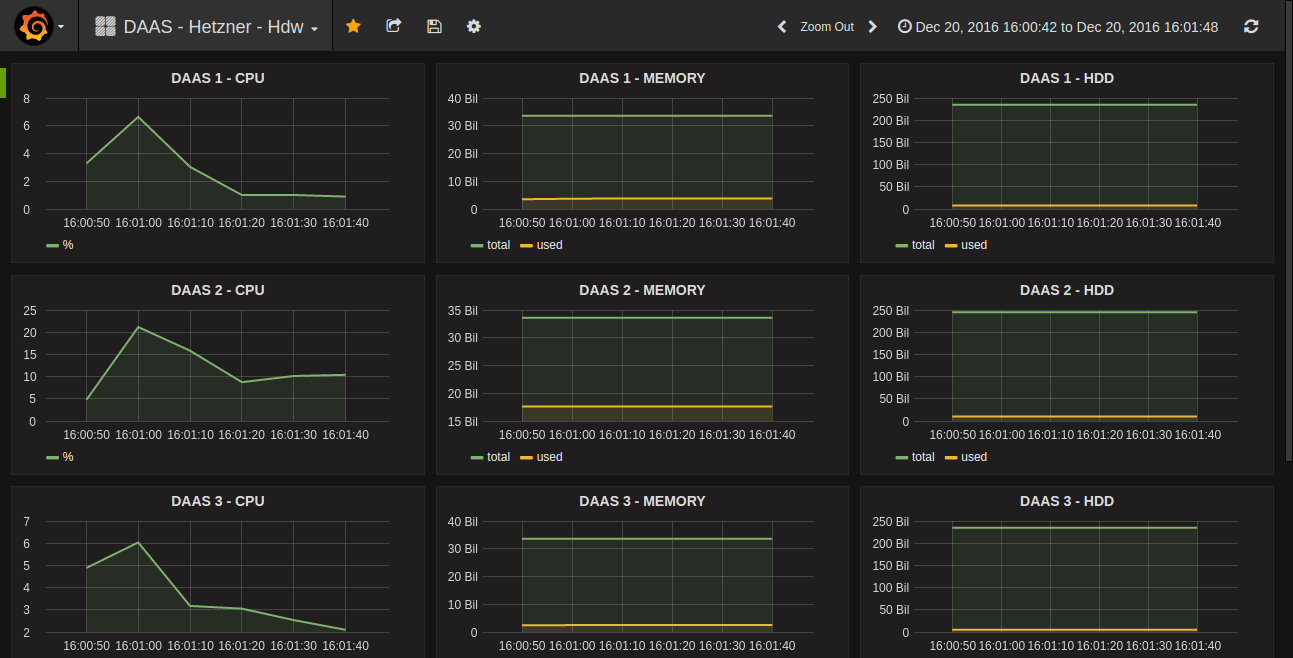 DAAS - Hetzner - Hdw
Zoom Out
Dec 20, 2016 16:00:42 to Dec 20, 2016 16:01:48
DAAS 1 - CPU
8
6
4
2
0
16:00:50 16:01:00 16:01:10 16:01:20 16:01:30 16:01:40
%
DAAS 1 - MEMORY
40 Bil
30 Bil
20 Bil
10 Bil
0
16:00:50 16:01:00 16:01:10 16:01:20 16:01:30 16:01:40
total used
DAAS 1 - HDD
250 Bil
200 Bil
150 Bil
100 Bil
50 Bil
0
16:00:50 16:01:00 16:01:10 16:01:20 16:01:30 16:01:40
total used
DAAS 2 - CPU
25
20
15
10
5
0
16:00:50 16:01:00 16:01:10 16:01:20 16:01:30 16:01:40
%
DAAS 2 - MEMORY
35 Bil
30 Bil
25 Bil
20 Bil
15 Bil
16:00:50 16:01:00 16:01:10 16:01:20 16:01:30 16:01:40
total used
DAAS 2 - HDD
250 Bil
200 Bil
150 Bil
100 Bil
50 Bil
0
16:00:50 16:01:00 16:01:10 16:01:20 16:01:30 16:01:40
total used
DAAS 3 - CPU
7
6
5
4
3
2
16:00:50 16:01:00 16:01:10 16:01:20 16:01:30 16:01:40
DAAS 3 - MEMORY
40 Bil
30 Bil
20 Bil
10 Bil
0
16:00:50 16:01:00 16:01:10 16:01:20 16:01:30 16:01:40
DAAS 3 - HDD
250 Bil
200 Bil
150 Bil
100 Bil
50 Bil
0
16:00:50 16:01:00 16:01:10 16:01:20 16:01:30 16:01:40